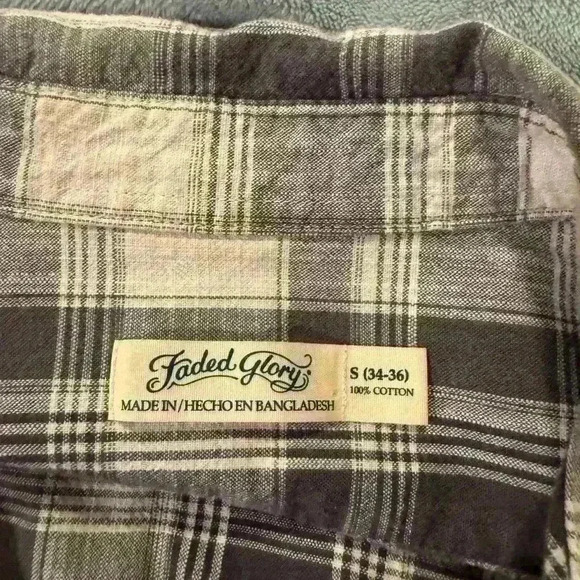 Faded Glory.
MADE IN/HECHO EN BANGLADESH
S (34-36)
100% COTTON